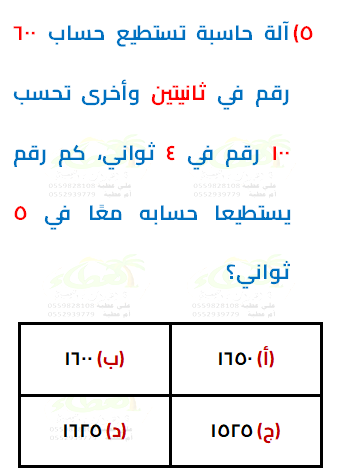 ٥) آلة حاسبة تستطيع حساب ٦٠٠
رقم في ثانيتين وأخرى تحسب
١٠٠ رقم في ٤ ثواني، كم رقم
يستطيعا حسابه معًا في ٥
ثواني؟
(أ) ١٦٥٠
(ب) ١٦٠٠
(ج) ١٥٢٥
(د) ١٦٢٥